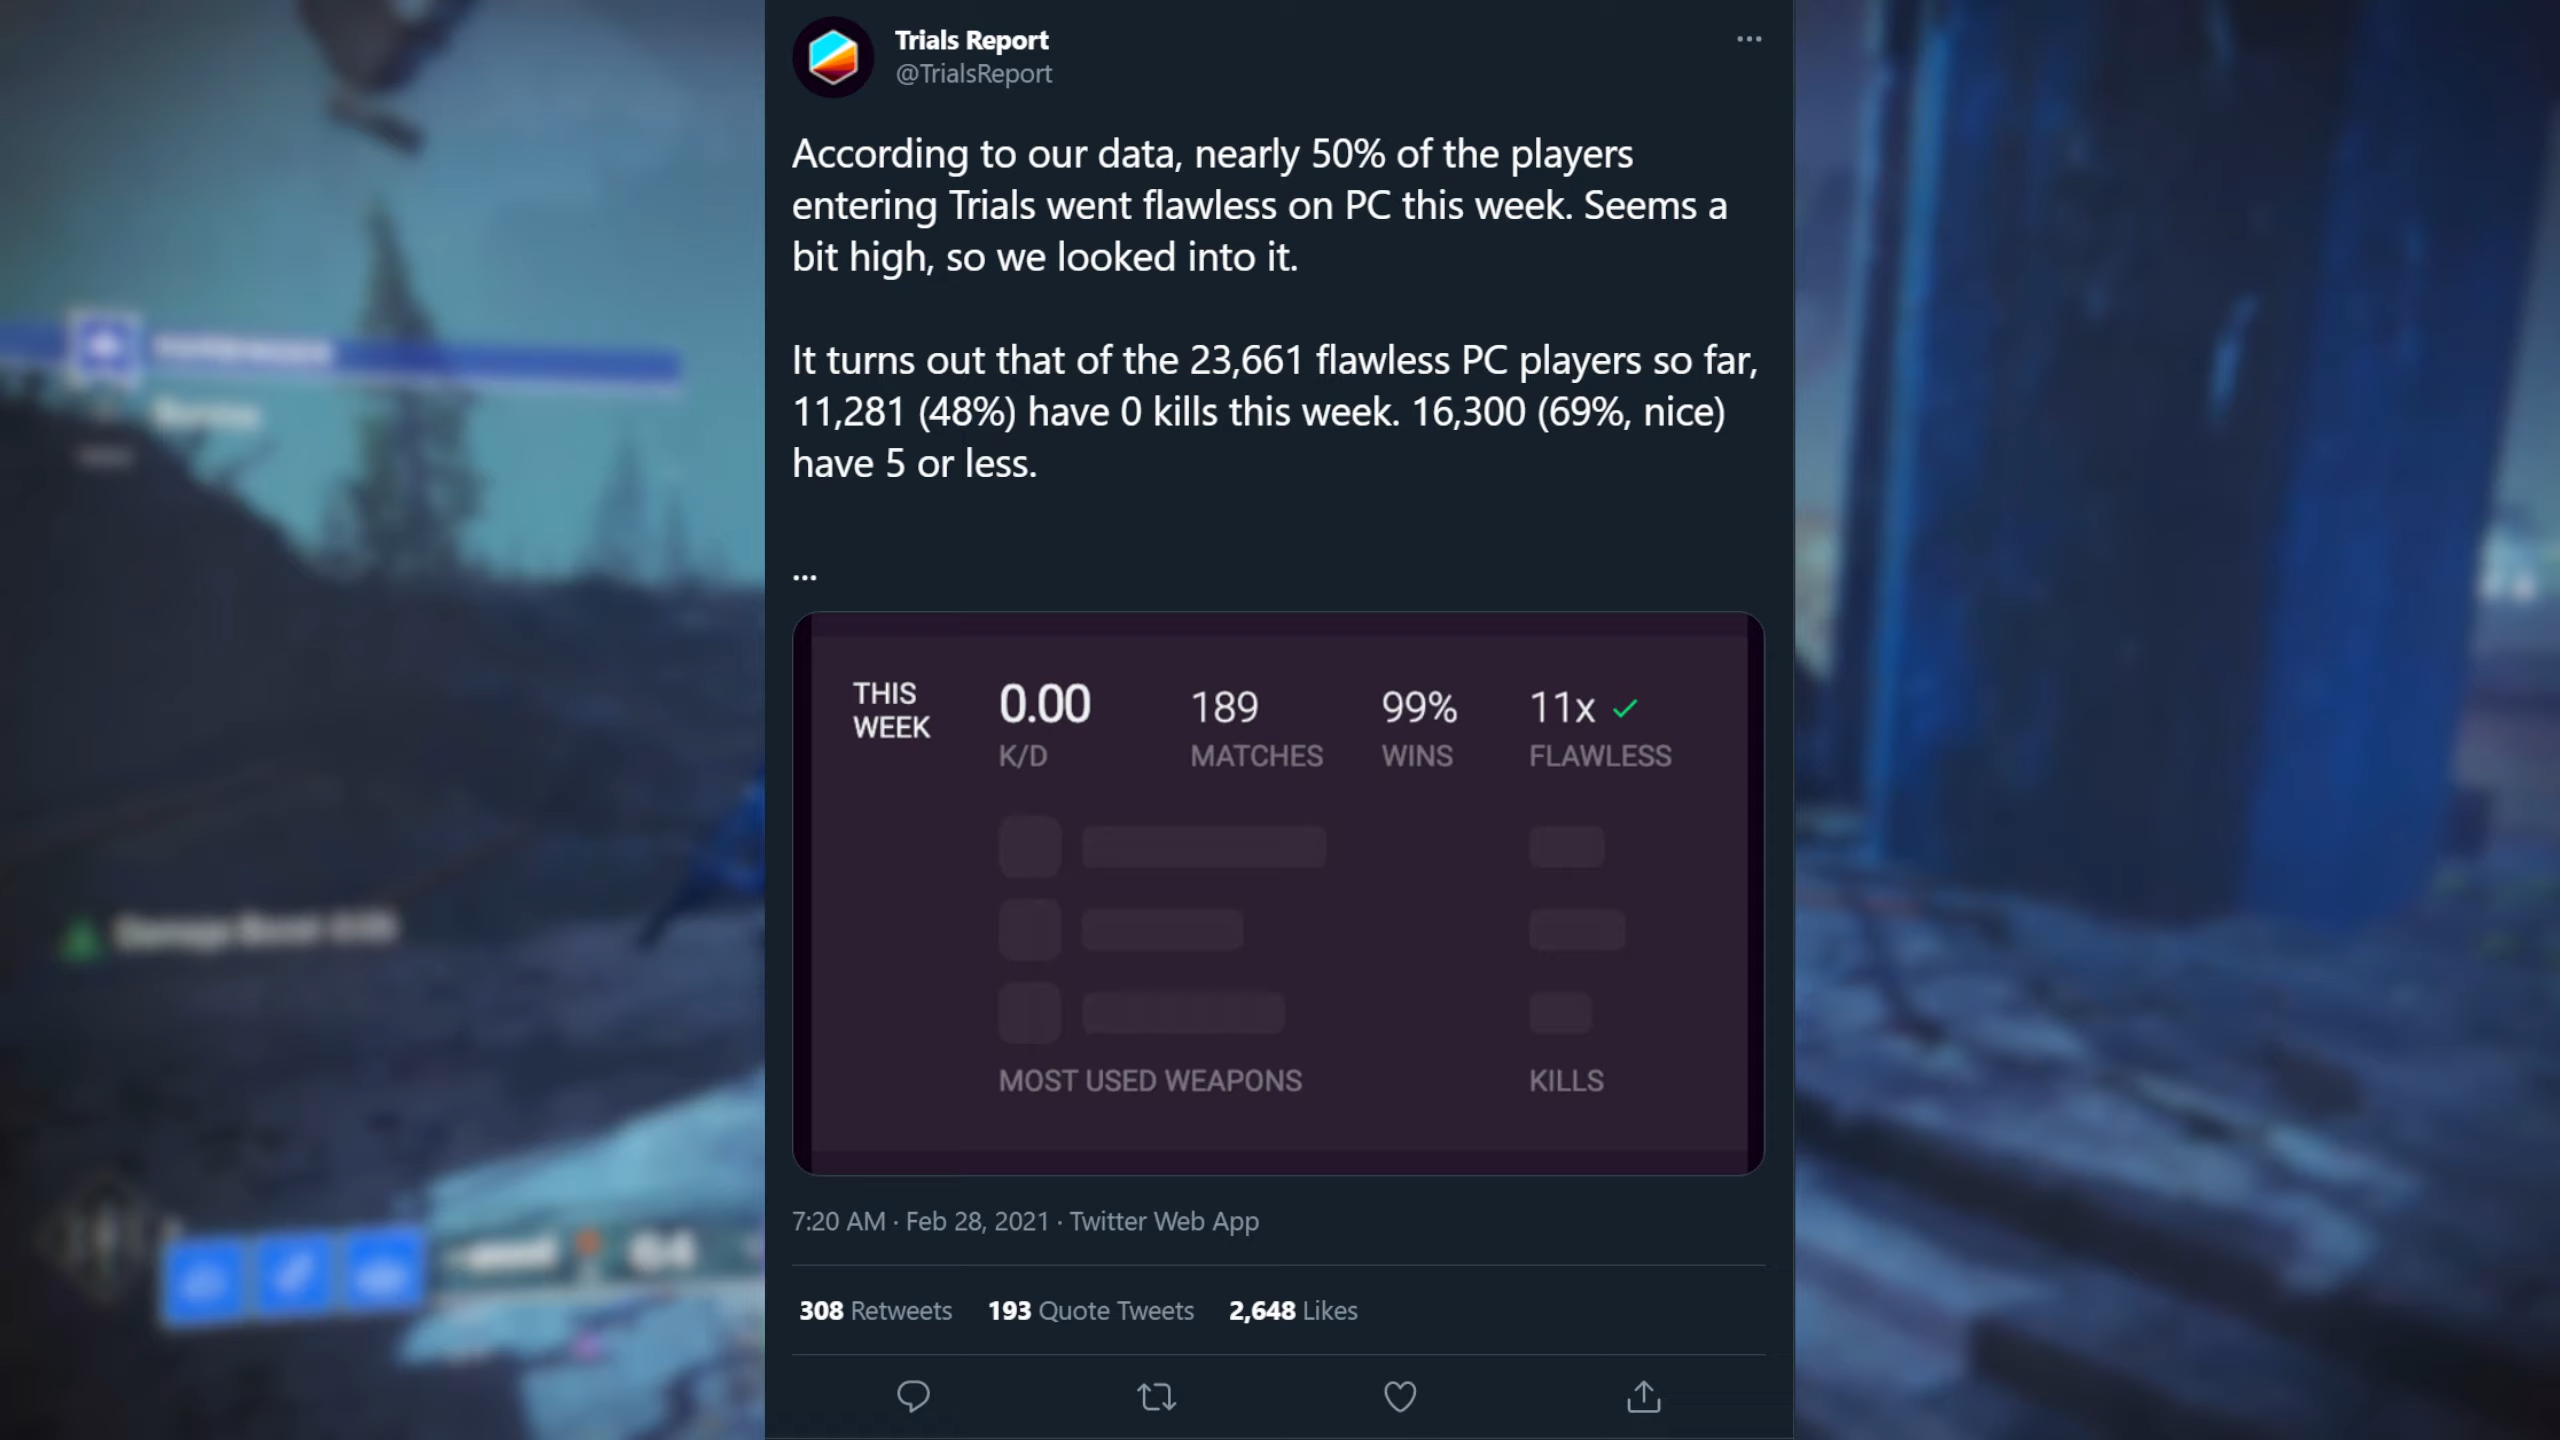 Trials Report
@TrialsReport
According to our data, nearly 50% of the players
entering Trials went flawless on PC this week. Seems a
bit high, so we looked into it.
It turns out that of the 23,661 flawless PC players so far,
11,281 (48%) have 0 kills this week. 16,300 (69%, nice)
have 5 or less.
...
THIS WEEK
0.00 189 99% 11x
K/D MATCHES WINS FLAWLESS
MOST USED WEAPONS KILLS
7:20 AM · Feb 28, 2021 · Twitter Web App
308 Retweets 193 Quote Tweets 2,648 Likes